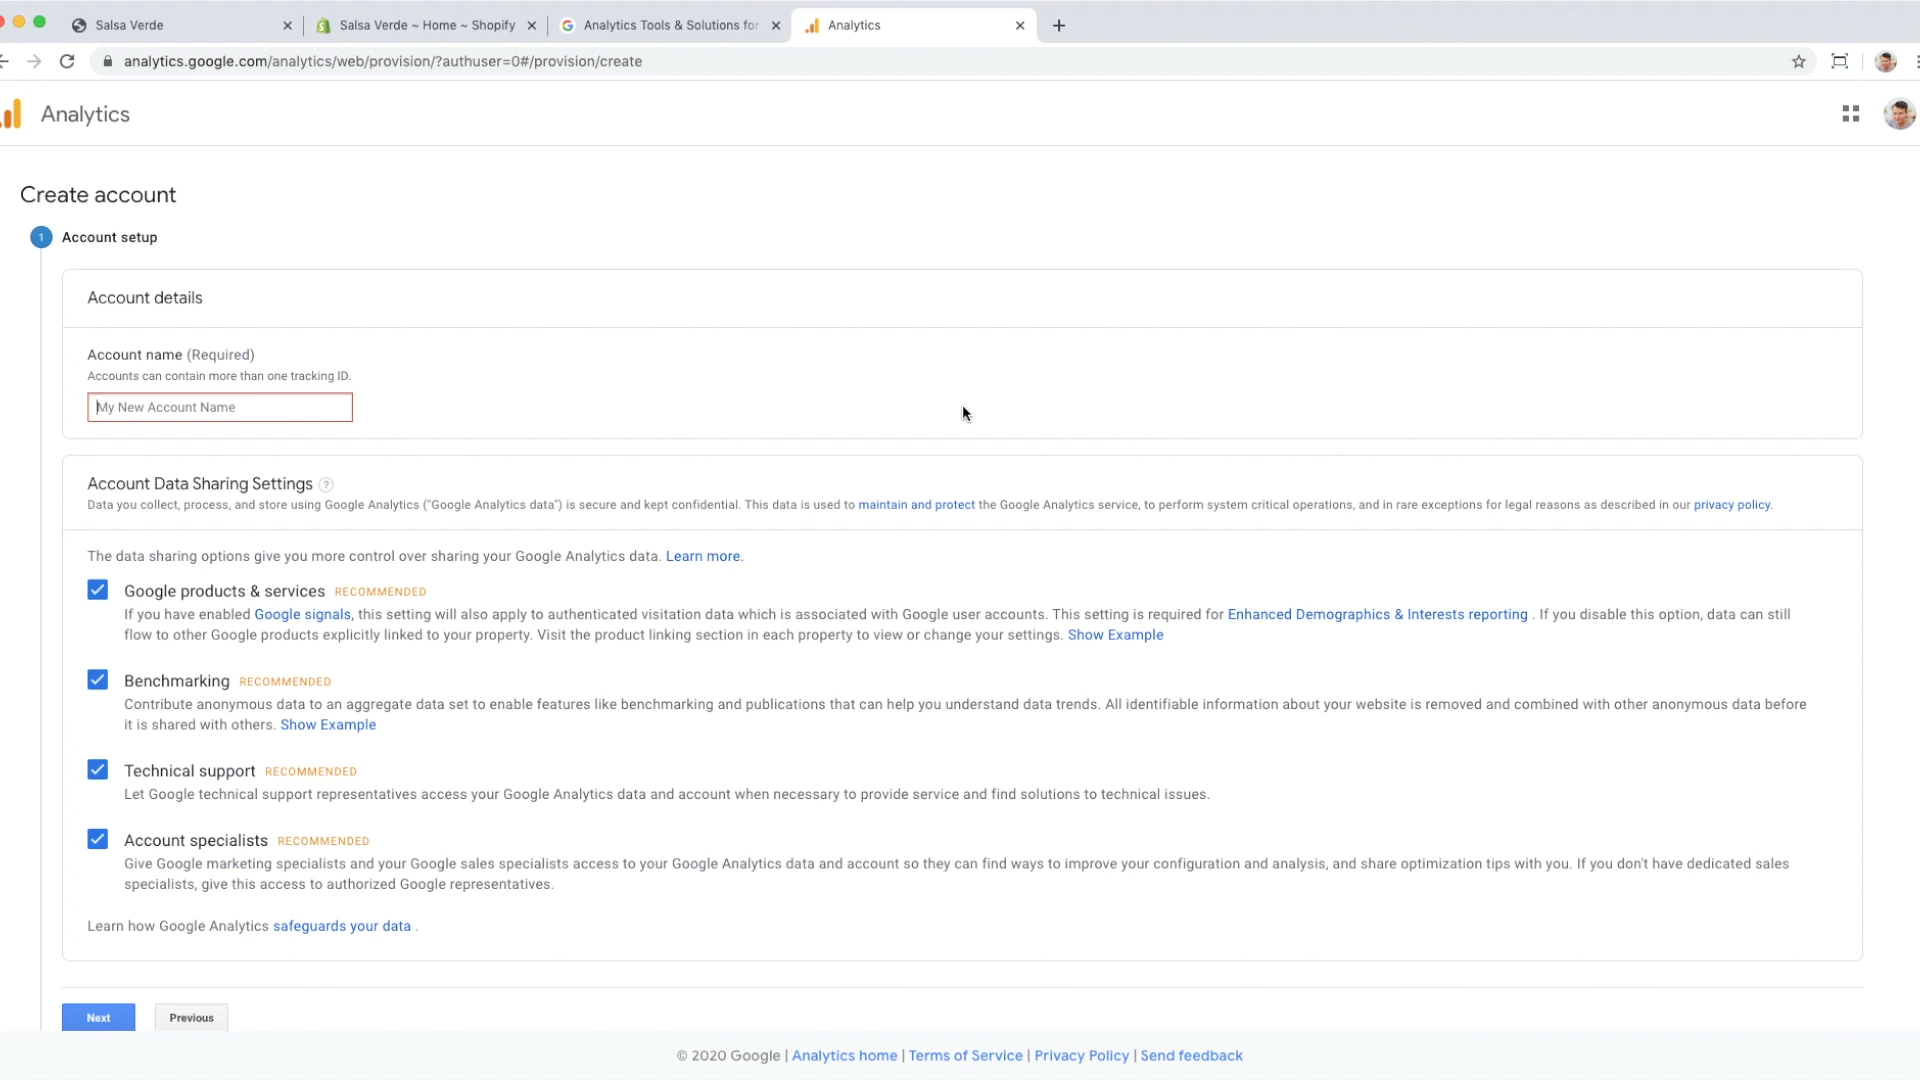 Salsa Verde
Salsa Verde ~ Home ~ Shopify
Analytics Tools & Solutions for
Analytics
analytics.google.com/analytics/web/provision/?authuser=0#/provision/create
Analytics
Create account
1 Account setup
Account details
Account name (Required)
Accounts can contain more than one tracking ID.
My New Account Name
Account Data Sharing Settings ?
Data you collect, process, and store using Google Analytics ("Google Analytics data") is secure and kept confidential. This data is used to maintain and protect the Google Analytics service, to perform system critical operations, and in rare exceptions for legal reasons as described in our privacy policy.
The data sharing options give you more control over sharing your Google Analytics data. Learn more.
Google products & services RECOMMENDED
If you have enabled Google signals, this setting will also apply to authenticated visitation data which is associated with Google user accounts. This setting is required for Enhanced Demographics & Interests reporting . If you disable this option, data can still
flow to other Google products explicitly linked to your property. Visit the product linking section in each property to view or change your settings. Show Example
Benchmarking RECOMMENDED
Contribute anonymous data to an aggregate data set to enable features like benchmarking and publications that can help you understand data trends. All identifiable information about your website is removed and combined with other anonymous data before
it is shared with others. Show Example
Technical support RECOMMENDED
Let Google technical support representatives access your Google Analytics data and account when necessary to provide service and find solutions to technical issues.
Account specialists RECOMMENDED
Give Google marketing specialists and your Google sales specialists access to your Google Analytics data and account so they can find ways to improve your configuration and analysis, and share optimization tips with you. If you don't have dedicated sales
specialists, give this access to authorized Google representatives.
Learn how Google Analytics safeguards your data .
Next Previous
© 2020 Google | Analytics home | Terms of Service | Privacy Policy | Send feedback